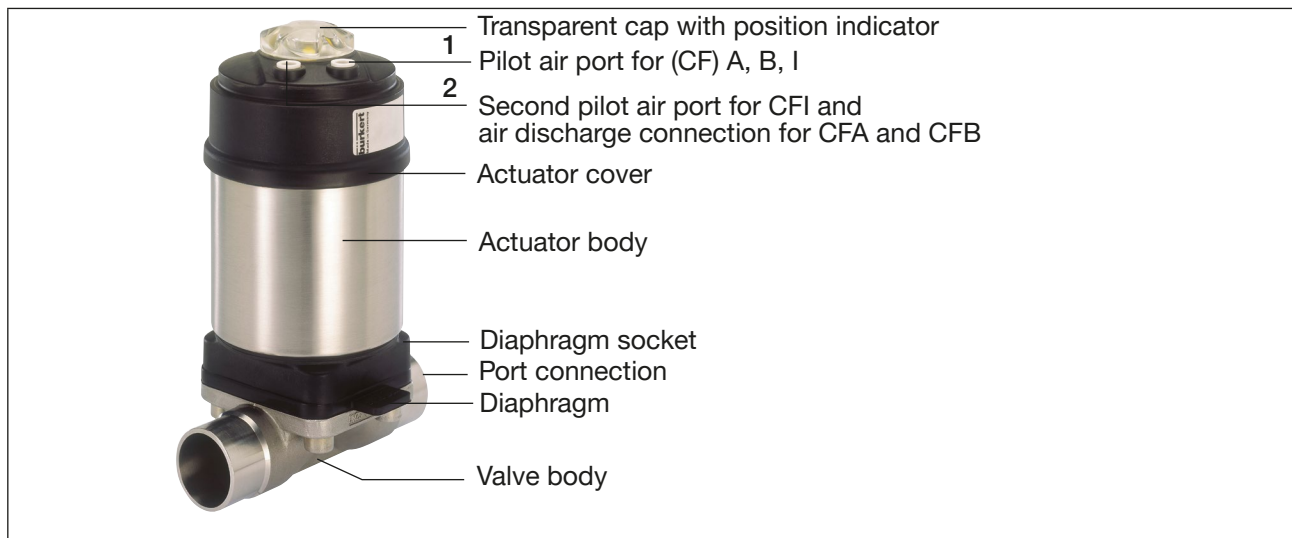 Transparent cap with position indicator
1
Pilot air port for (CF) A, B, I
2
Second pilot air port for CFI and
air discharge connection for CFA and CFB
burkert
Actuator cover
Actuator body
Diaphragm socket
Port connection
Diaphragm
Valve body